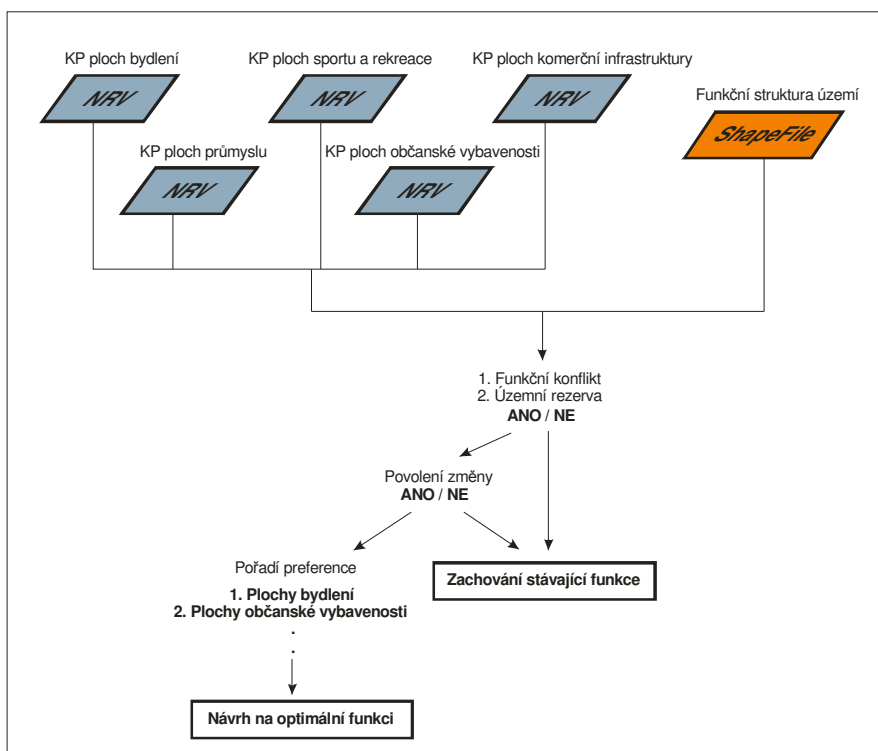 KP ploch bydlení
KP ploch sportu a rekreace
KP ploch komerční infrastruktury
NRV
NRV
NRV
Funkční struktura území
ShapeFile
KP ploch průmyslu
KP ploch občanské vybavenosti
NRV
NRV
1. Funkční konflikt
2. Územní rezerva
ANO / NE
Povolení změny
ANO / NE
Pořadí preference
1. Plochy bydlení
2. Plochy občanské vybavenosti
.
.
Zachování stávající funkce
Návrh na optimální funkci